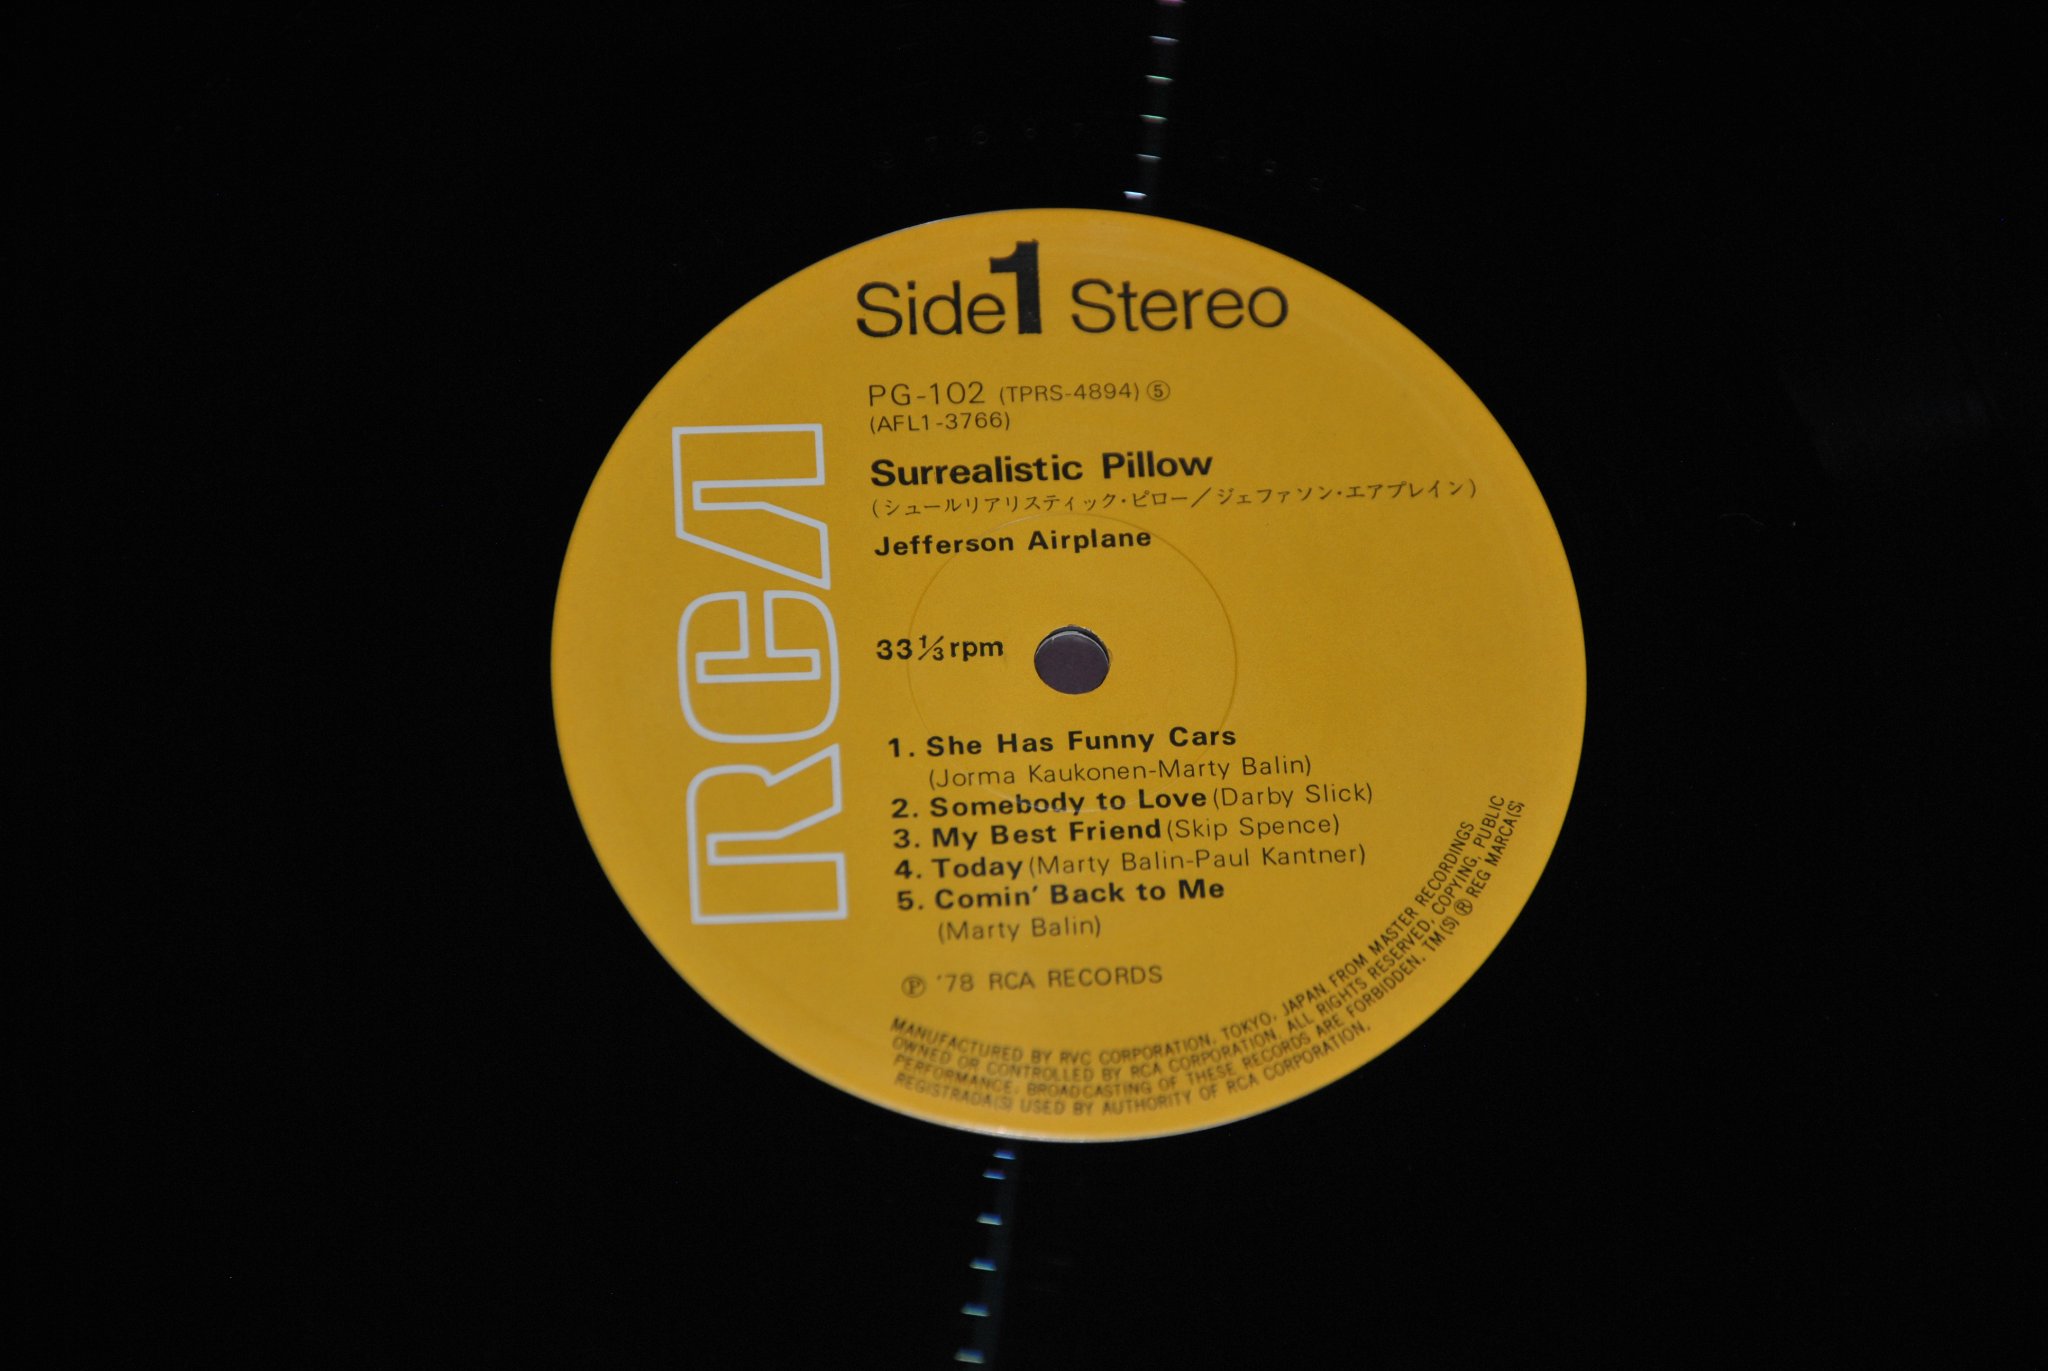 Side 1 Stereo
PG-102 (TPRS-4894) ⑤
(AFL1-3766)
Surrealistic Pillow
(シュールリアリスティック・ピロー／ジェファソン・エアプレイン)
Jefferson Airplane
RCA
33 1/3 rpm
1. She Has Funny Cars
(Jorma Kaukonen-Marty Balin)
2. Somebody to Love (Darby Slick)
3. My Best Friend (Skip Spence)
4. Today (Marty Balin-Paul Kantner)
5. Comin' Back to Me
(Marty Balin)
Ⓟ '78 RCA RECORDS
MANUFACTURED BY RVC CORPORATION, TOKYO, JAPAN. FROM MASTER RECORDINGS
OWNED OR CONTROLLED BY RCA CORPORATION. ALL RIGHTS RESERVED, COPYING, PUBLIC
PERFORMANCE, BROADCASTING OF THESE RECORDS ARE FORBIDDEN. TM(S) ® REG MARCA(S)
REGISTRADA(S) USED BY AUTHORITY OF RCA CORPORATION.